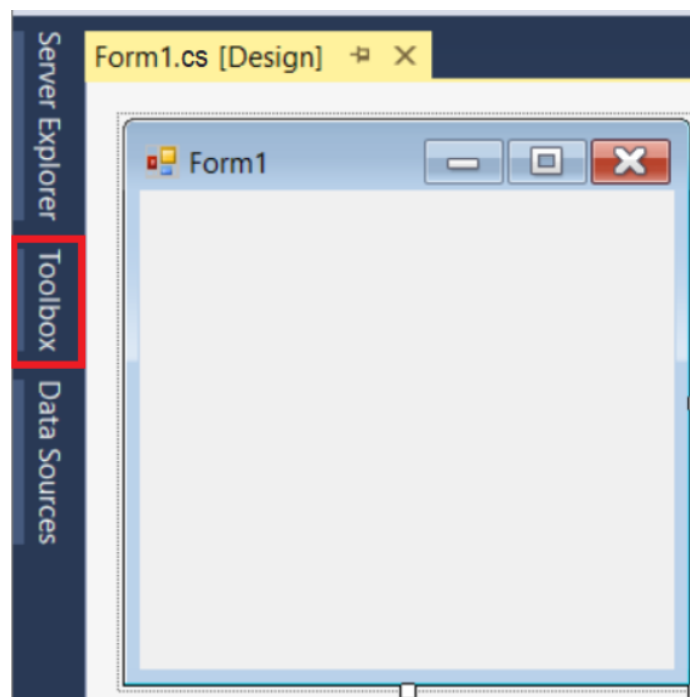 Server Explorer
Toolbox
Data Sources
Form1.cs [Design]
Form1